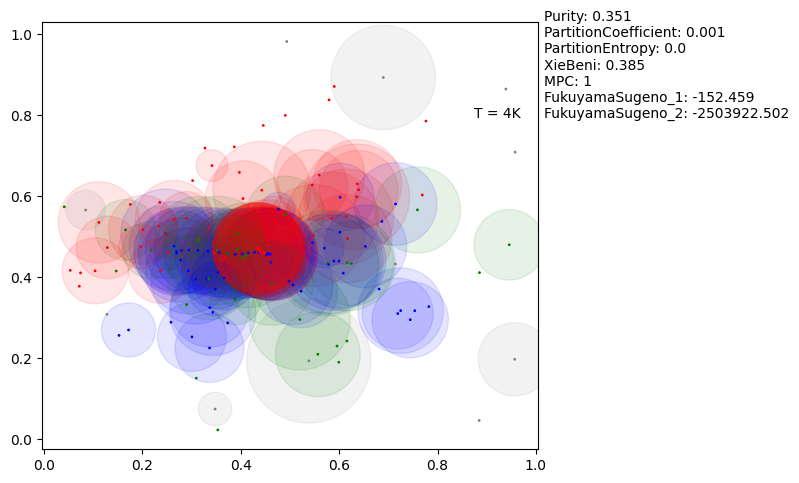 Purity: 0.351
PartitionCoefficient: 0.001
PartitionEntropy: 0.0
XieBeni: 0.385
MPC: 1
FukuyamaSugeno_1: -152.459
FukuyamaSugeno_2: -2503922.502
T = 4K
1.0
0.8
0.6
0.4
0.2
0.0
0.0 0.2 0.4 0.6 0.8 1.0